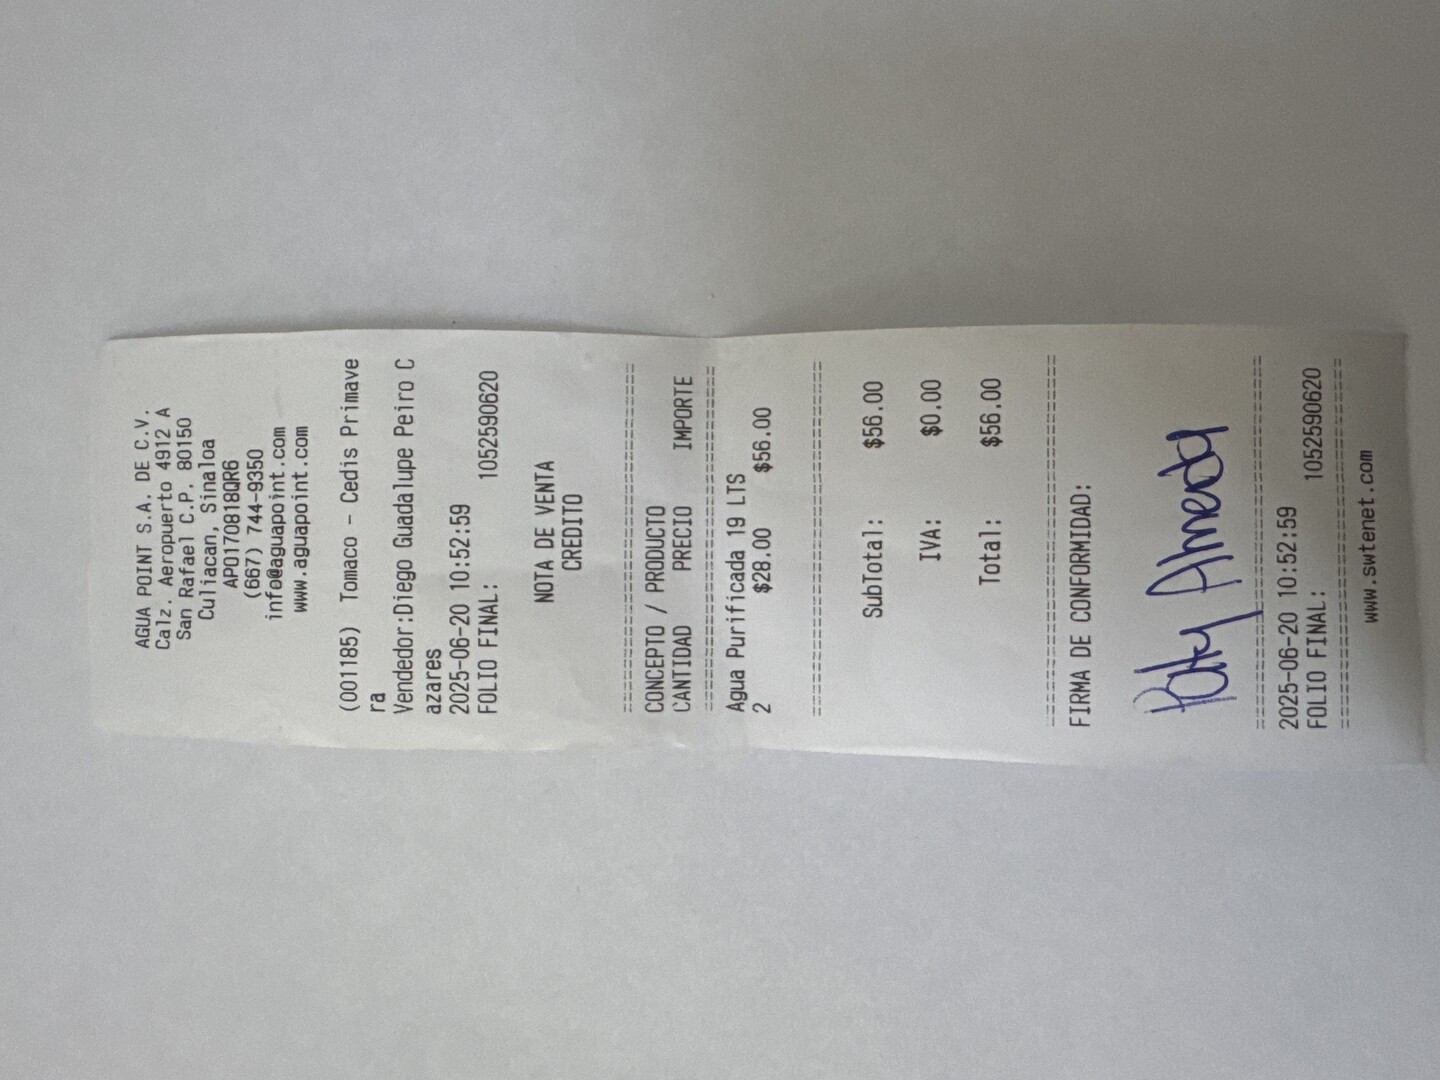 AGUA POINT S.A. DE C.V.
Calz. Aeropuerto 4912 A
San Rafael C.P. 80150
Culiacan, Sinaloa
APO170818QR6
(667) 744-9350
info@aguapoint.com
www.aguapoint.com
(001185) Tomaco - Cedis Primave
ra
Vendedor:Diego Guadalupe Peiro C
azares
2025-06-20 10:52:59
FOLIO FINAL: 1052590620
NOTA DE VENTA
CREDITO
================================
CONCEPTO / PRODUCTO
CANTIDAD PRECIO IMPORTE
================================
Agua Purificada 19 LTS
2 $28.00 $56.00
================================
SubTotal: $56.00
IVA: $0.00
Total: $56.00
================================
FIRMA DE CONFORMIDAD:
Paty Almeda
================================
2025-06-20 10:52:59
FOLIO FINAL: 1052590620
================================
www.swtenet.com